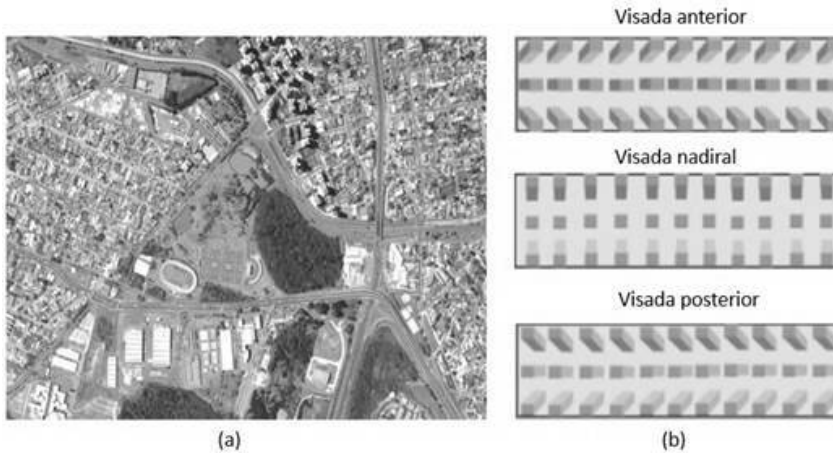 Visada anterior
Visada nadiral
Visada posterior
(a)
(b)